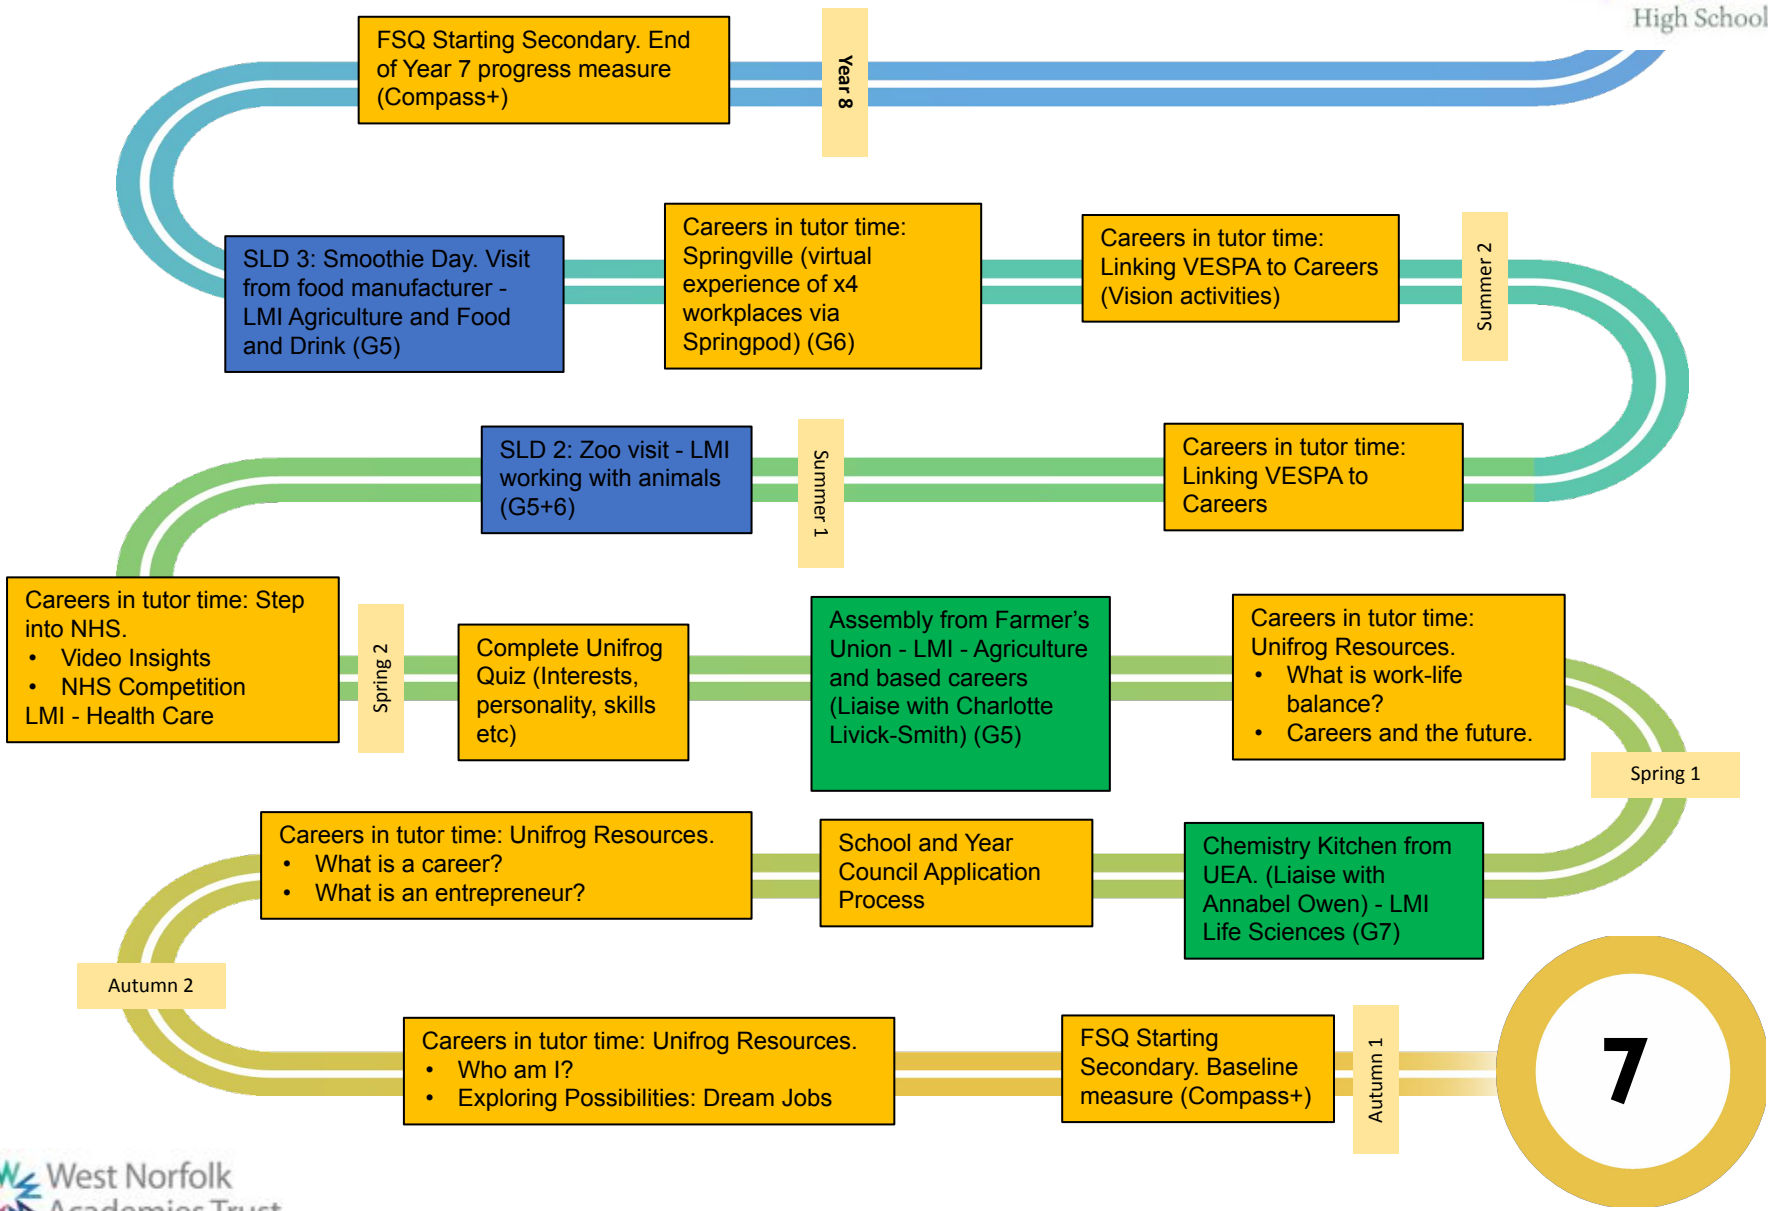 High School
FSQ Starting Secondary. End
of Year 7 progress measure
(Compass+)
Year 8
SLD 3: Smoothie Day. Visit
from food manufacturer -
LMI Agriculture and Food
and Drink (G5)
Careers in tutor time:
Springville (virtual
experience of x4
workplaces via
Springpod) (G6)
Careers in tutor time:
Linking VESPA to Careers
(Vision activities)
Summer 2
SLD 2: Zoo visit - LMI
working with animals
(G5+6)
Summer 1
Careers in tutor time:
Linking VESPA to
Careers
Careers in tutor time: Step
into NHS.
• Video Insights
• NHS Competition
LMI - Health Care
Spring 2
Complete Unifrog
Quiz (Interests,
personality, skills
etc)
Assembly from Farmer's
Union - LMI - Agriculture
and based careers
(Liaise with Charlotte
Livick-Smith) (G5)
Careers in tutor time:
Unifrog Resources.
• What is work-life
balance?
• Careers and the future.
Spring 1
Careers in tutor time: Unifrog Resources.
• What is a career?
• What is an entrepreneur?
School and Year
Council Application
Process
Chemistry Kitchen from
UEA. (Liaise with
Annabel Owen) - LMI
Life Sciences (G7)
Autumn 2
Careers in tutor time: Unifrog Resources.
• Who am I?
• Exploring Possibilities: Dream Jobs
FSQ Starting
Secondary. Baseline
measure (Compass+)
Autumn 1
7
West Norfolk
Academies Trust